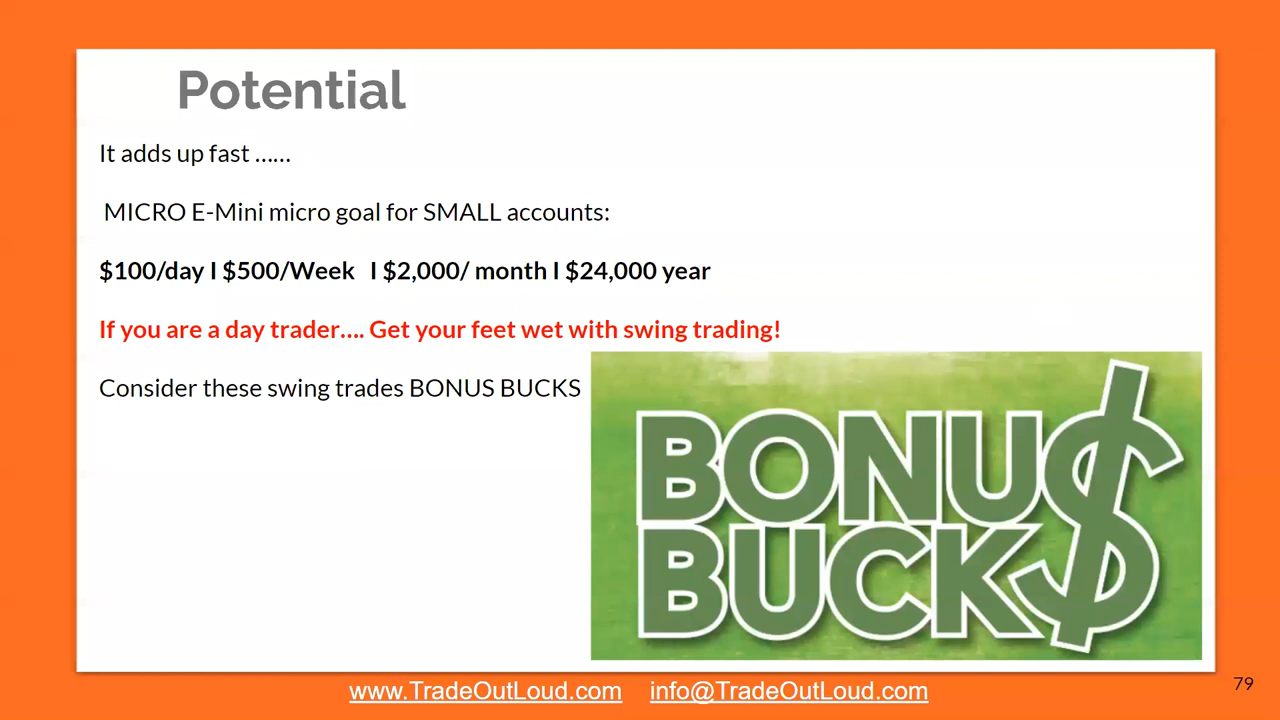 Potential
It adds up fast ......
MICRO E-Mini micro goal for SMALL accounts:
$100/day I $500/Week I $2,000/ month I $24,000 year
If you are a day trader.... Get your feet wet with swing trading!
Consider these swing trades BONUS BUCKS
BONU$
BUCK$
www.TradeOutLoud.com info@TradeOutLoud.com
79